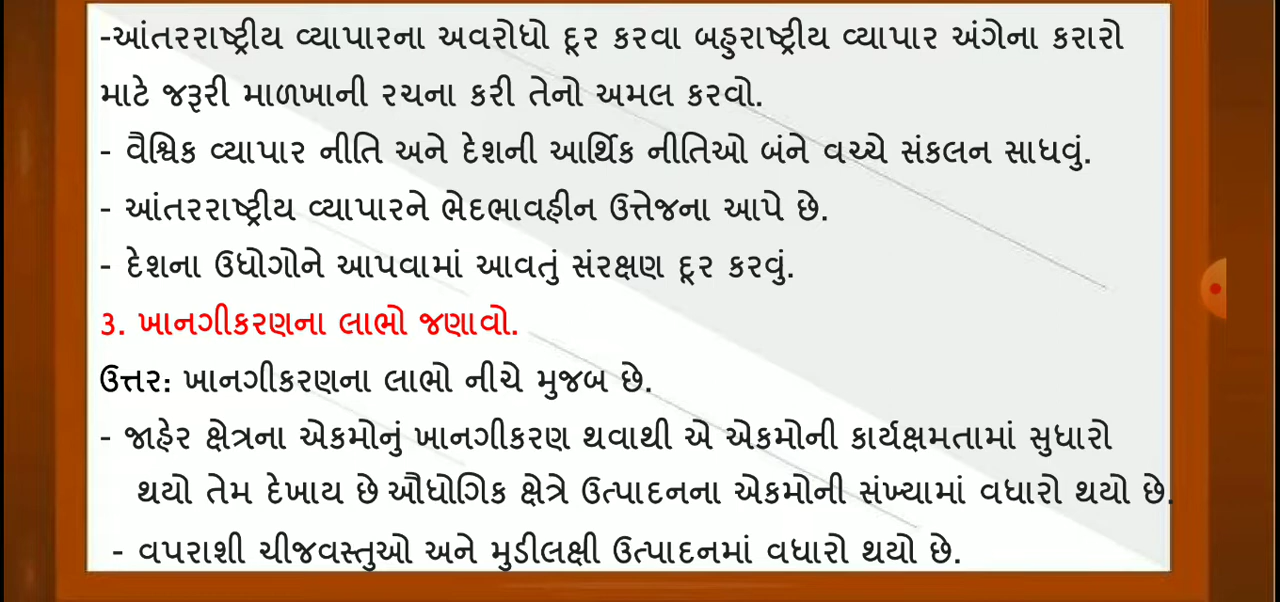 -આંતરરાષ્ટ્રીય વ્યાપારના અવરોધો દૂર કરવા બહુરાષ્ટ્રીય વ્યાપાર અંગેના કરારો
માટે જરૂરી માળખાની રચના કરી તેનો અમલ કરવો.
- વૈશ્વિક વ્યાપાર નીતિ અને દેશની આર્થિક નીતિઓ બંને વચ્ચે સંકલન સાધવું.
- આંતરરાષ્ટ્રીય વ્યાપારને ભેદભાવહીન ઉત્તેજના આપે છે.
- દેશના ઉધોગોને આપવામાં આવતું સંરક્ષણ દૂર કરવું.
૩. ખાનગીકરણના લાભો જણાવો.
ઉત્તર: ખાનગીકરણના લાભો નીચે મુજબ છે.
- જાહેર ક્ષેત્રના એકમોનું ખાનગીકરણ થવાથી એ એકમોની કાર્યક્ષમતામાં સુધારો
થયો તેમ દેખાય છે ઔધોગિક ક્ષેત્રે ઉત્પાદનના એકમોની સંખ્યામાં વધારો થયો છે.
- વપરાશી ચીજવસ્તુઓ અને મુડીલક્ષી ઉત્પાદનમાં વધારો થયો છે.